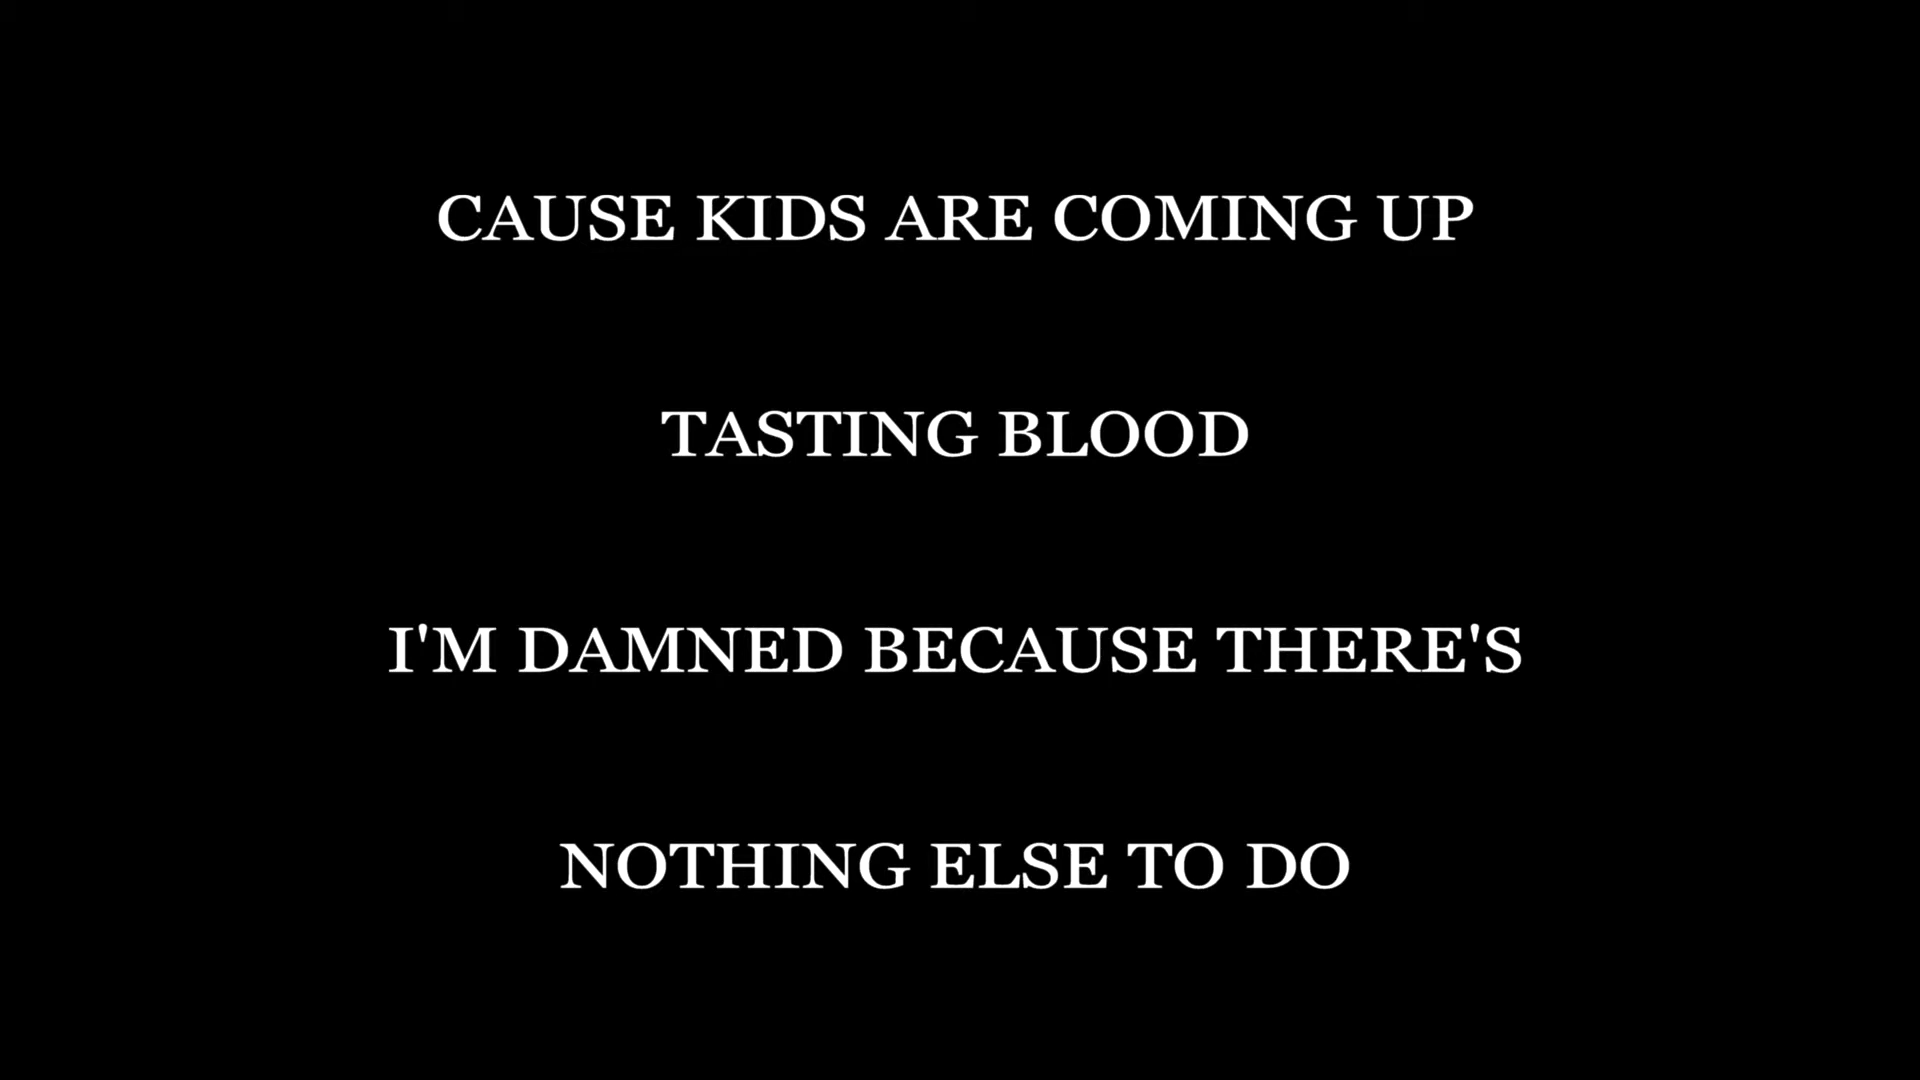 CAUSE KIDS ARE COMING UP
TASTING BLOOD
I'M DAMNED BECAUSE THERE'S
NOTHING ELSE TO DO